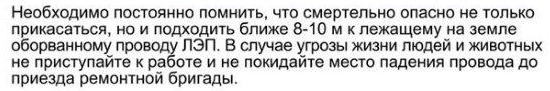 Необходимо постоянно помнить, что смертельно опасно не только
прикасаться, но и подходить ближе 8-10 м к лежащему на земле
оборванному проводу ЛЭП. В случае угрозы жизни людей и животных
не приступайте к работе и не покидайте место падения провода до
приезда ремонтной бригады.